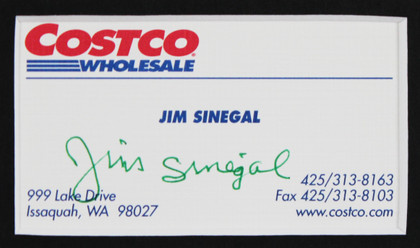 COSTCO
WHOLESALE
JIM SINEGAL
Jim Sinegal
999 Lake Drive
Issaquah, WA 98027
425/313-8163
Fax 425/313-8103
www.costco.com